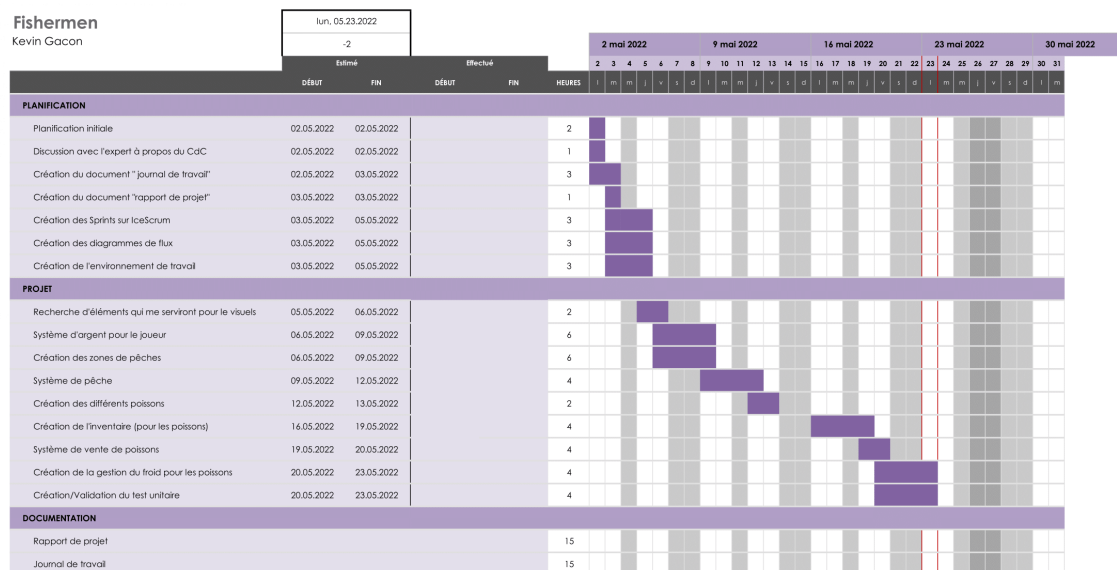 Fishermen
lun, 05.23.2022
Kevin Gacon
-2
2 mai 2022 9 mai 2022 16 mai 2022 23 mai 2022 30 mai 2022
Estimé Effectué
2 3 4 5 6 7 8 9 10 11 12 13 14 15 16 17 18 19 20 21 22 23 24 25 26 27 28 29 30 31
DÉBUT FIN DÉBUT FIN HEURES l m m j v s d l m m j v s d l m m j v s d l m m j v s d l m
PLANIFICATION
Planification initiale 02.05.2022 02.05.2022 2
Discussion avec l'expert à propos du CdC 02.05.2022 02.05.2022 1
Création du document " journal de travail" 02.05.2022 03.05.2022 3
Création du document "rapport de projet" 03.05.2022 03.05.2022 1
Création des Sprints sur IceScrum 03.05.2022 05.05.2022 3
Création des diagrammes de flux 03.05.2022 05.05.2022 3
Création de l'environnement de travail 03.05.2022 05.05.2022 3
PROJET
Recherche d'éléments qui me serviront pour le visuels 05.05.2022 06.05.2022 2
Système d'argent pour le joueur 06.05.2022 09.05.2022 6
Création des zones de pêches 06.05.2022 09.05.2022 6
Système de pêche 09.05.2022 12.05.2022 4
Création des différents poissons 12.05.2022 13.05.2022 2
Création de l'inventaire (pour les poissons) 16.05.2022 19.05.2022 4
Système de vente de poissons 19.05.2022 20.05.2022 4
Création de la gestion du froid pour les poissons 20.05.2022 23.05.2022 4
Création/Validation du test unitaire 20.05.2022 23.05.2022 4
DOCUMENTATION
Rapport de projet 15
Journal de travail 15